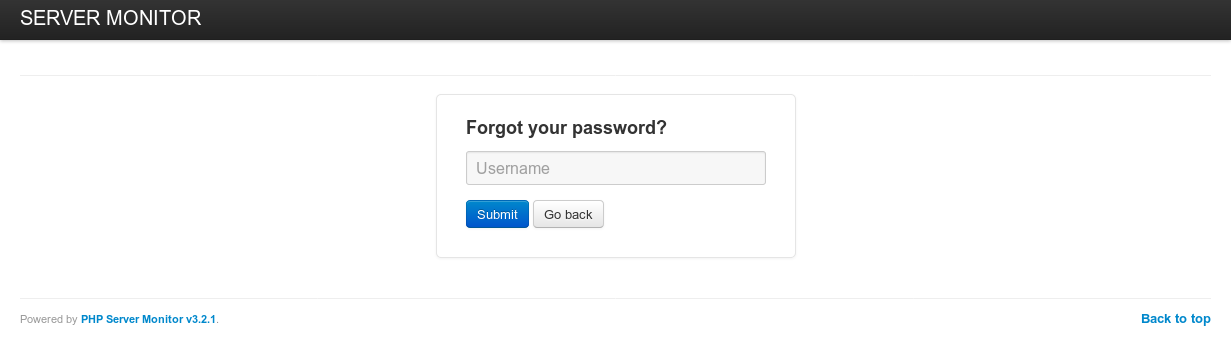 SERVER MONITOR
Forgot your password?
Username
Submit Go back
Powered by PHP Server Monitor v3.2.1. Back to top